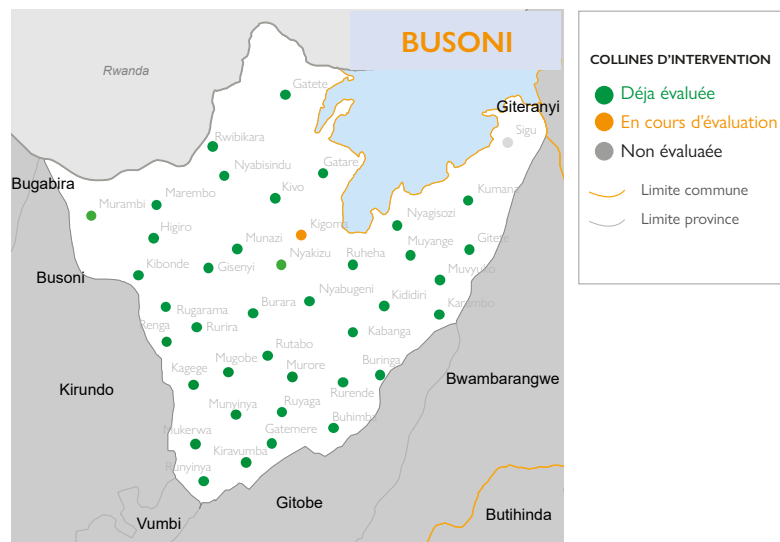 BUSONI
Rwanda
Gatete
Giteranyi
Sigu
Rwibikara
Nyabisindu
Gatare
Bugabira
Murambi
Marembo
Kivo
Kumana
Higiro
Munazi
Kigoma
Nyagisozi
Busoni
Kibonde
Gisenyi
Nyakizu
Ruheha
Muyange
Gitete
Muvyuko
Rugarama
Burara
Nyabugeni
Kididiri
Karambo
Renga
Rurira
Kabanga
Rutabo
Kirundo
Kagege
Mugobe
Murore
Buringa
Bwambarangwe
Munyinya
Ruyaga
Rurende
Mukerwa
Gatemere
Buhimba
Runyinya
Kiravumba
Vumbi
Gitobe
Butihinda
COLLINES D'INTERVENTION
Déja évaluée
En cours d'évaluation
Non évaluaée
Limite commune
Limite province